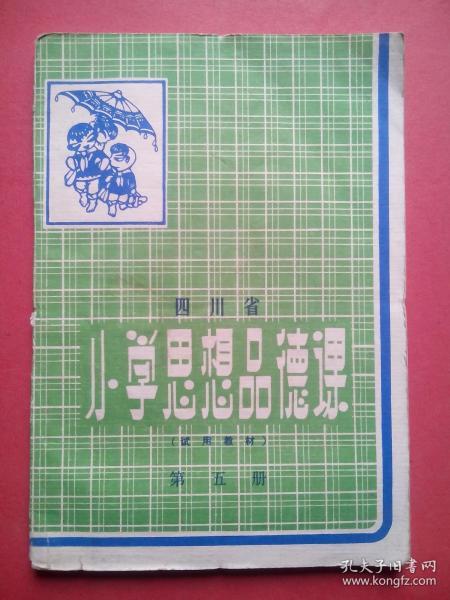 四川省
小学思想品德课
(试用教材)
第五册
孔夫子旧书网
www.kongfz.com